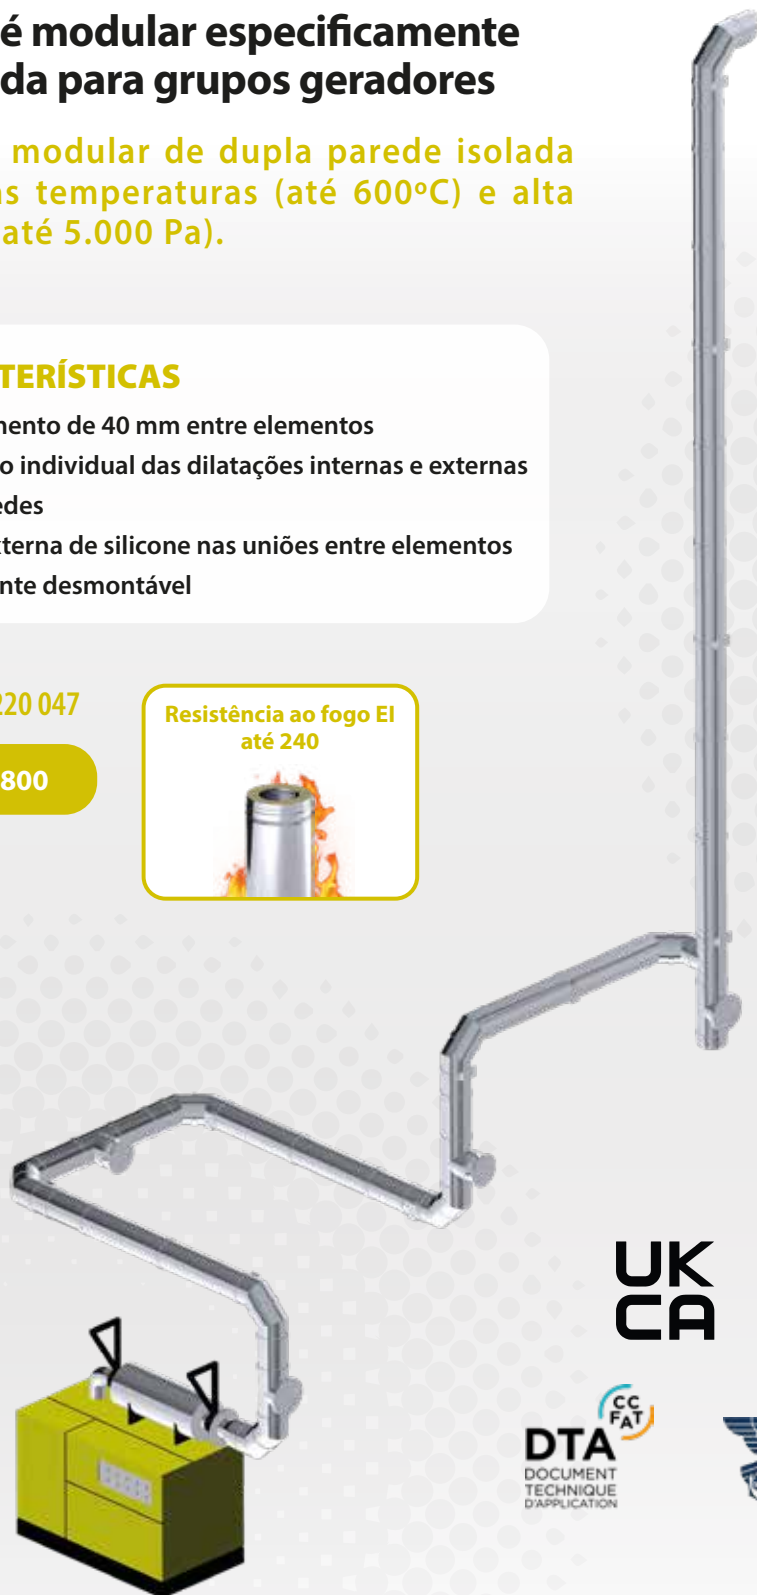 é modular especificamente
da para grupos geradores
modular de dupla parede isolada
as temperaturas (até 600ºC) e alta
até 5.000 Pa).
TERÍSTICAS
mento de 40 mm entre elementos
o individual das dilatações internas e externas
edes
xterna de silicone nas uniões entre elementos
nte desmontável
220 047
800
Resistência ao fogo EI
até 240
UK
CA
CC
FAT
DTA
DOCUMENT
TECHNIQUE
D'APPLICATION